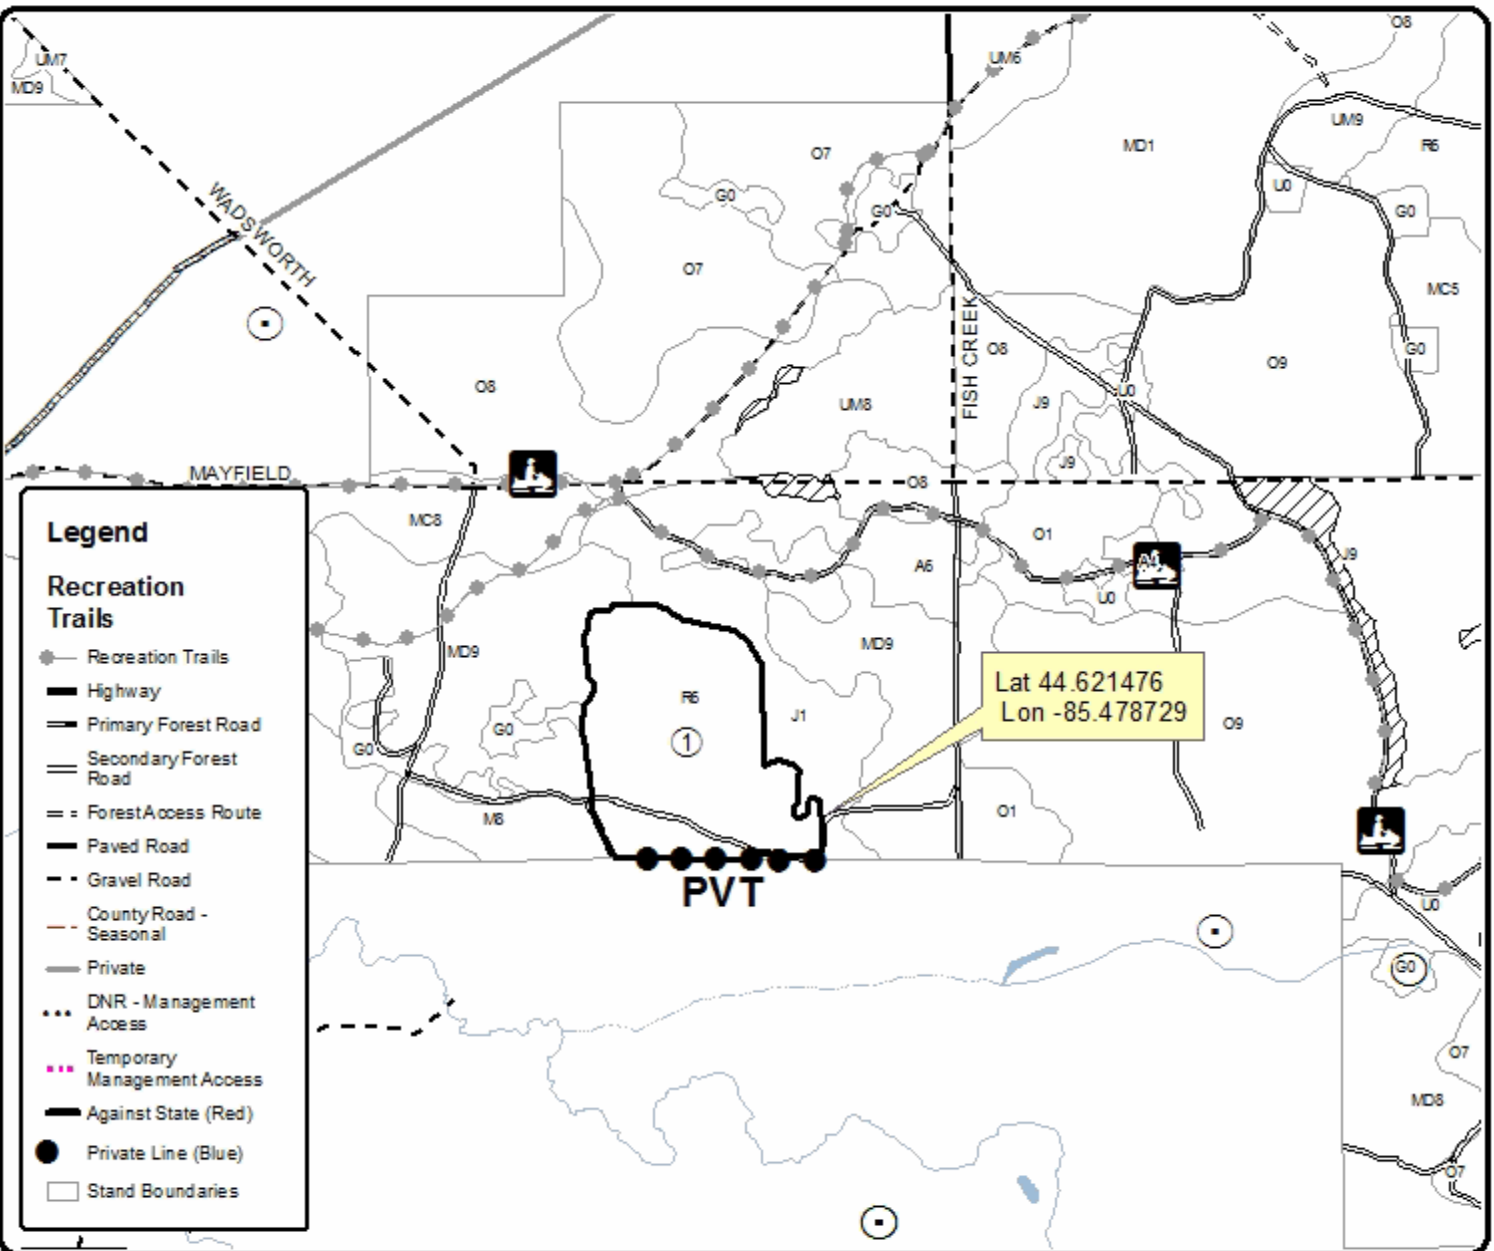 O8
UM7
MD9
UM6
UM9
MD1
R6
O7
G0
G0
U0
G0
WADSWORTH
O7
MC5
FISH CREEK
O8
G0
O9
O8
UM8
J9
U0
MAYFIELD
J9
O8
MC8
O1
A6
A4
J9
U0
MD9
MD9
Lat 44.621476
Lon -85.478729
R6
J1
O9
G0
1
G0
M8
O1
PVT
U0
G0
O7
MD8
O7
Legend
Recreation
Trails
Recreation Trails
Highway
Primary Forest Road
Secondary Forest
Road
Forest Access Route
Paved Road
Gravel Road
County Road -
Seasonal
Private
DNR - Management
Access
Temporary
Management Access
Against State (Red)
Private Line (Blue)
Stand Boundaries